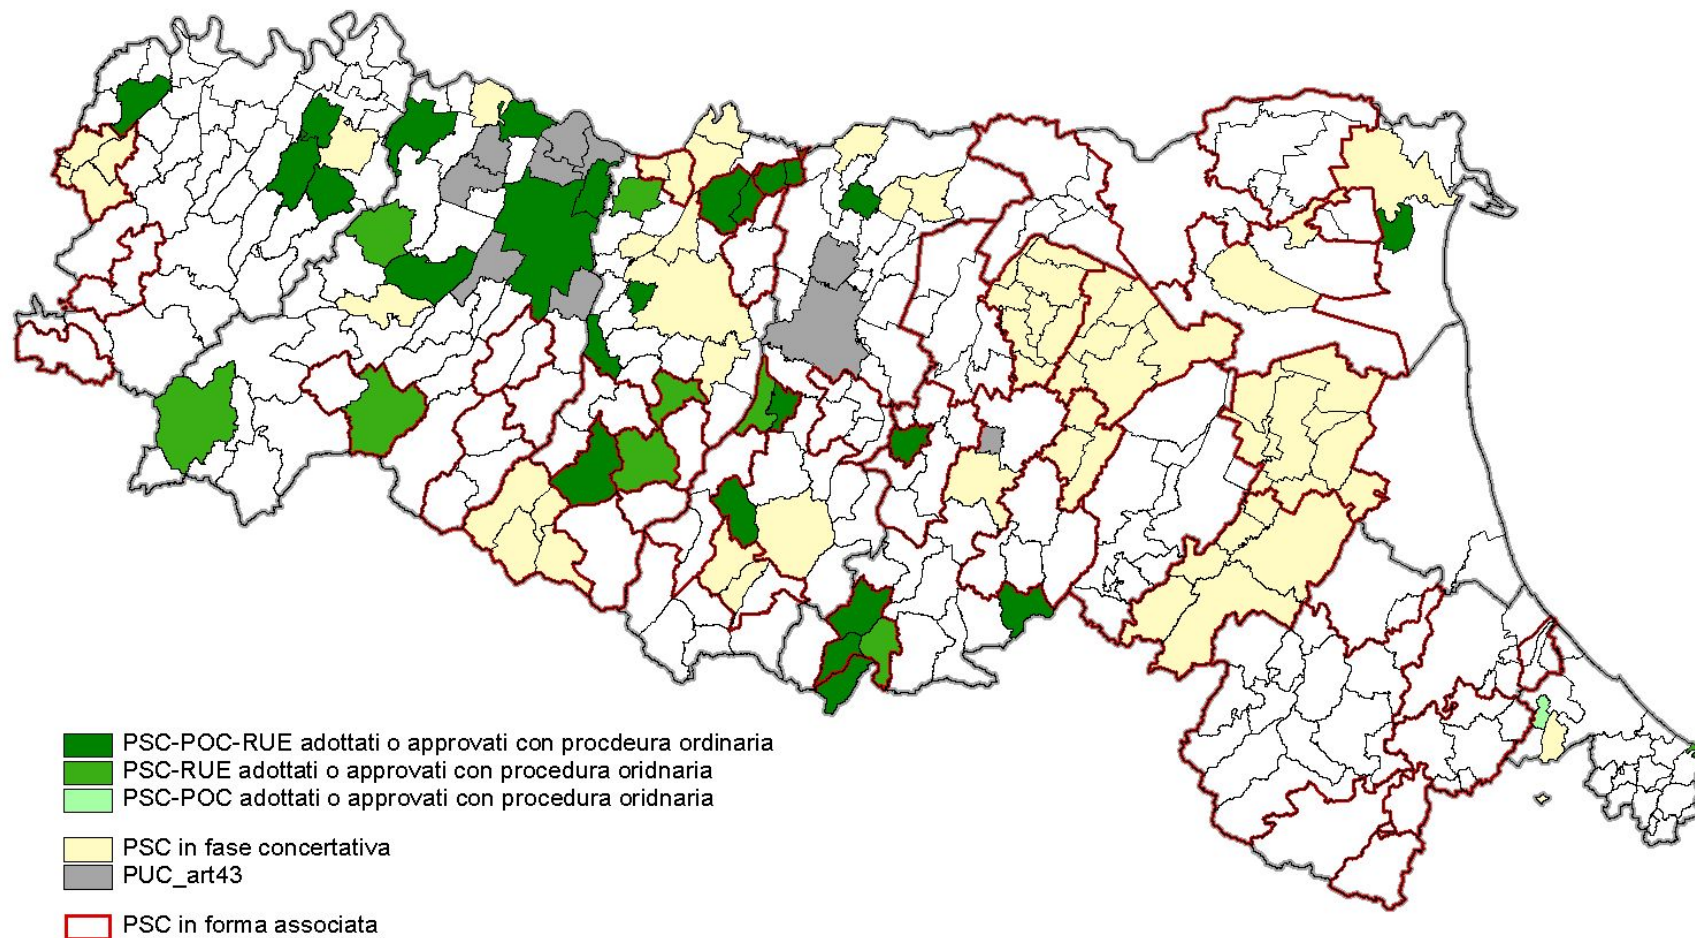 PSC-POC-RUE adottati o approvati con procdeura ordinaria
PSC-RUE adottati o approvati con procedura oridnaria
PSC-POC adottati o approvati con procedura oridnaria
PSC in fase concertativa
PUC_art43
PSC in forma associata